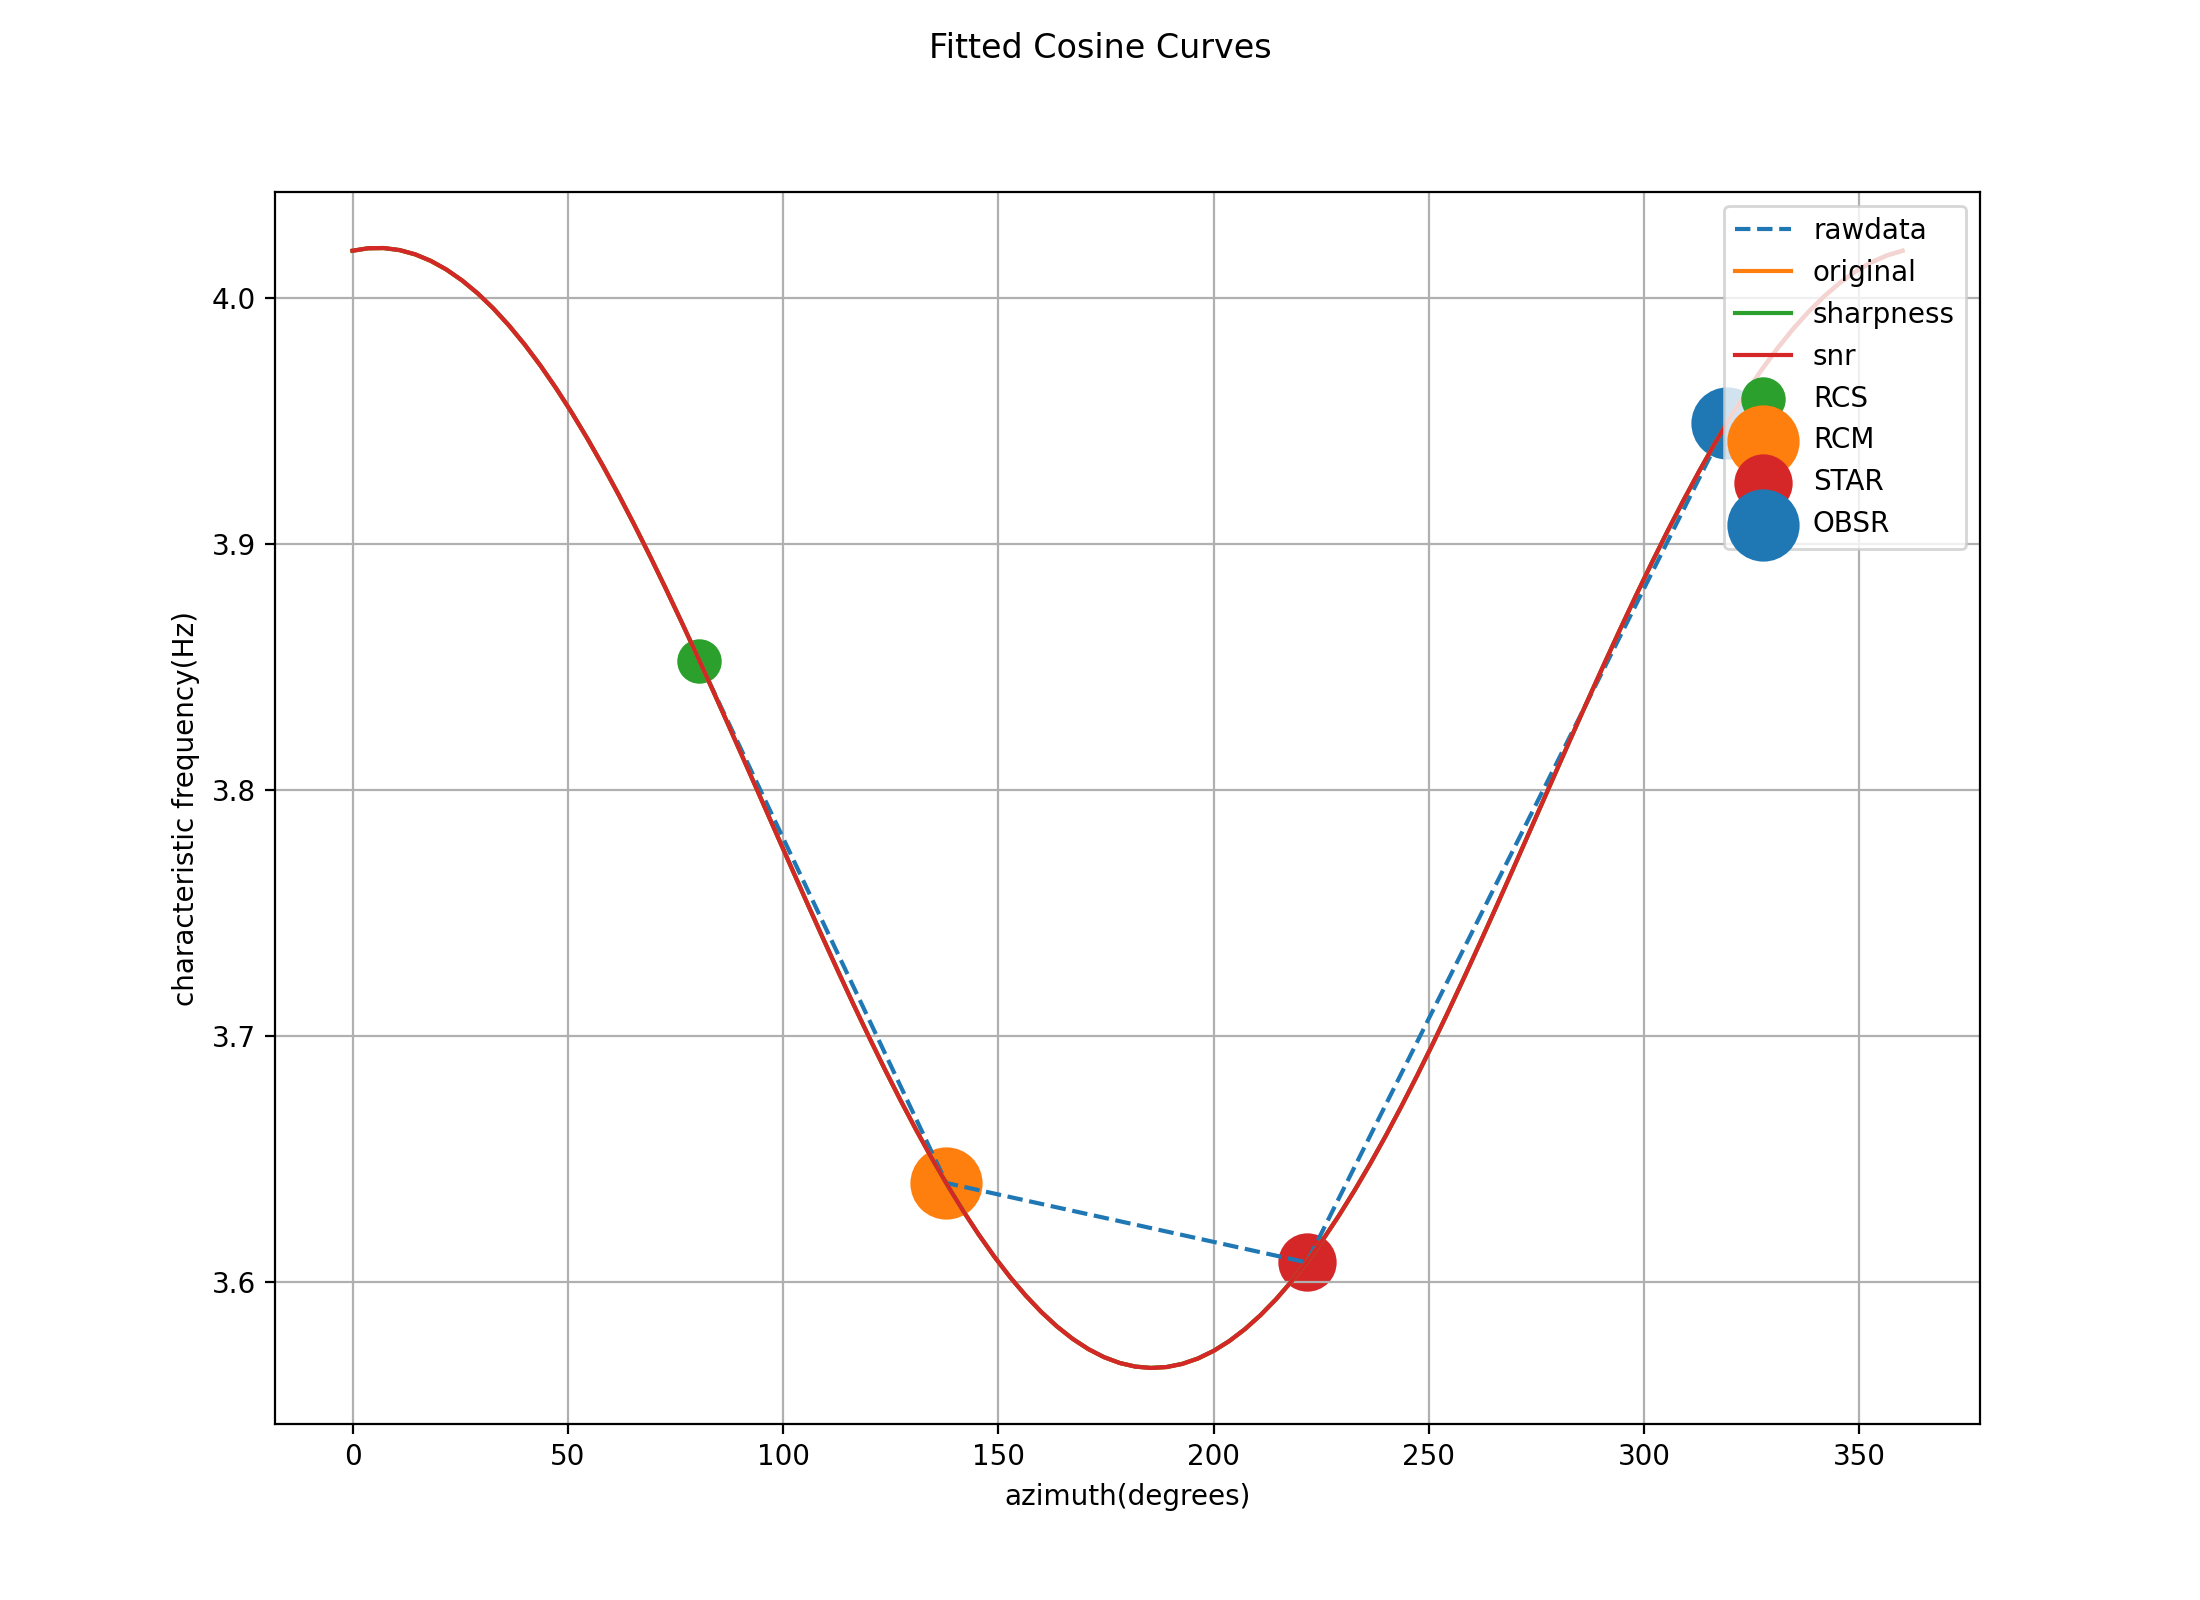 Fitted Cosine Curves
rawdata
original
sharpness
snr
RCS
RCM
STAR
OBSR
4.0
3.9
3.8
3.7
3.6
characteristic frequency(Hz)
0 50 100 150 200 250 300 350
azimuth(degrees)